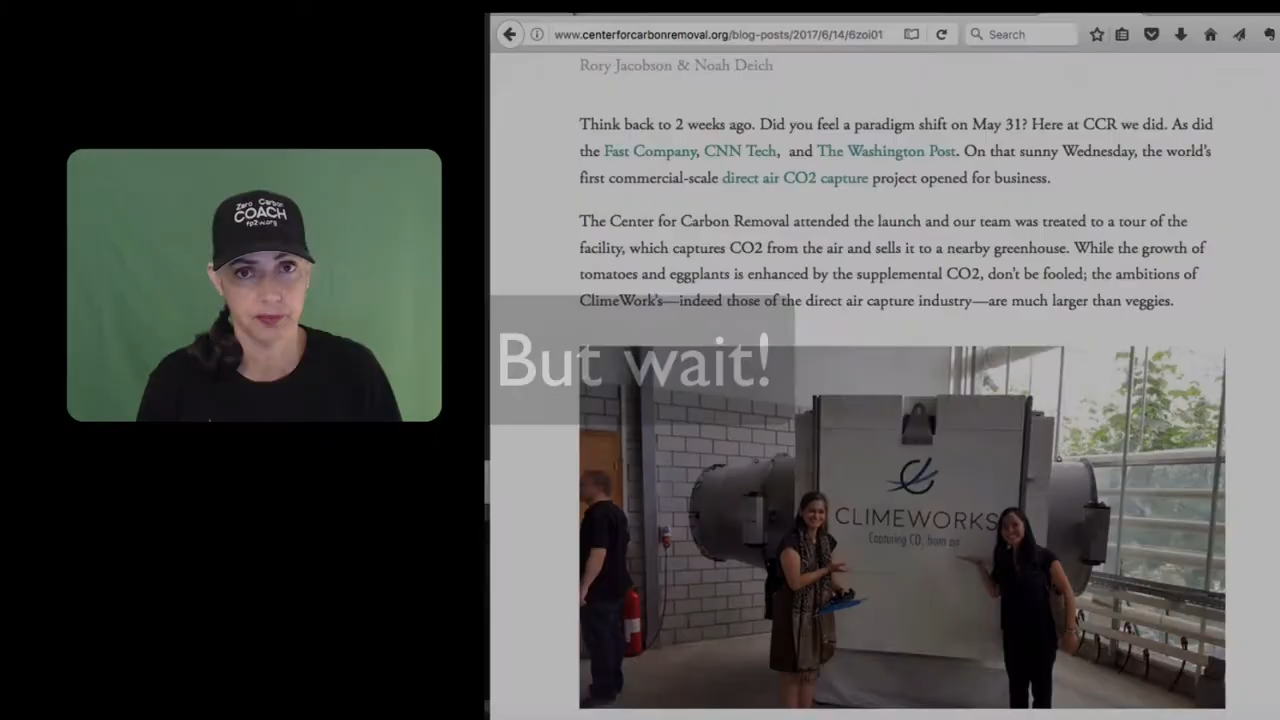 www.centerforcarbonremoval.org/blog-posts/2017/6/14/6zoi01
Search
Rory Jacobson & Noah Deich
Think back to 2 weeks ago. Did you feel a paradigm shift on May 31? Here at CCR we did. As did
the Fast Company, CNN Tech,  and The Washington Post. On that sunny Wednesday, the world's
first commercial-scale direct air CO2 capture project opened for business.
The Center for Carbon Removal attended the launch and our team was treated to a tour of the
facility, which captures CO2 from the air and sells it to a nearby greenhouse. While the growth of
tomatoes and eggplants is enhanced by the supplemental CO2, don't be fooled; the ambitions of
ClimeWork's—indeed those of the direct air capture industry—are much larger than veggies.
But wait!
Zero Carbon
COACH
fp2w.org
CLIMEWORKS
Capturing CO2 from air